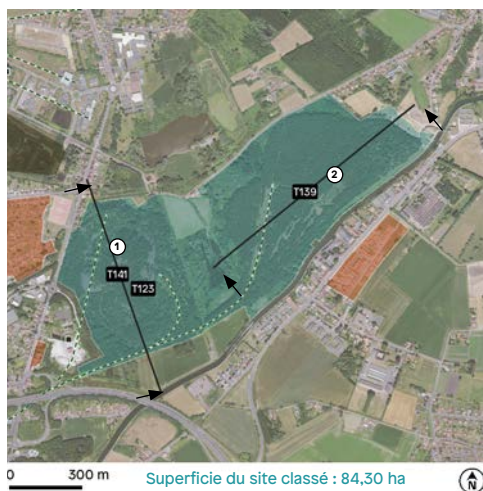 2
T139
1
T141
T123
0 300 m
Superficie du site classé : 84,30 ha
N